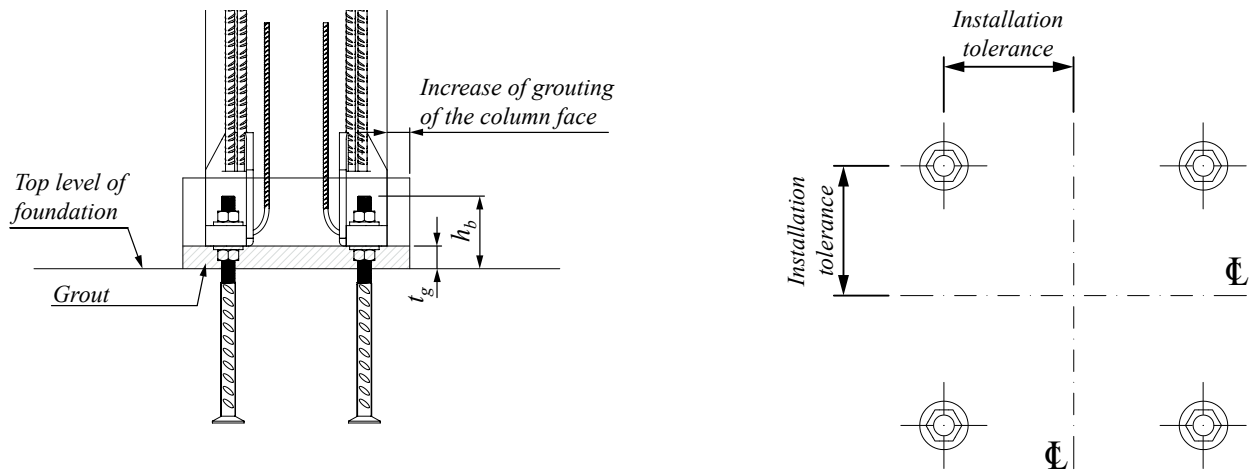 Increase of grouting
of the column face
Top level of
foundation
h_b
Grout
t_g
Installation
tolerance
Installation
tolerance
℄
℄